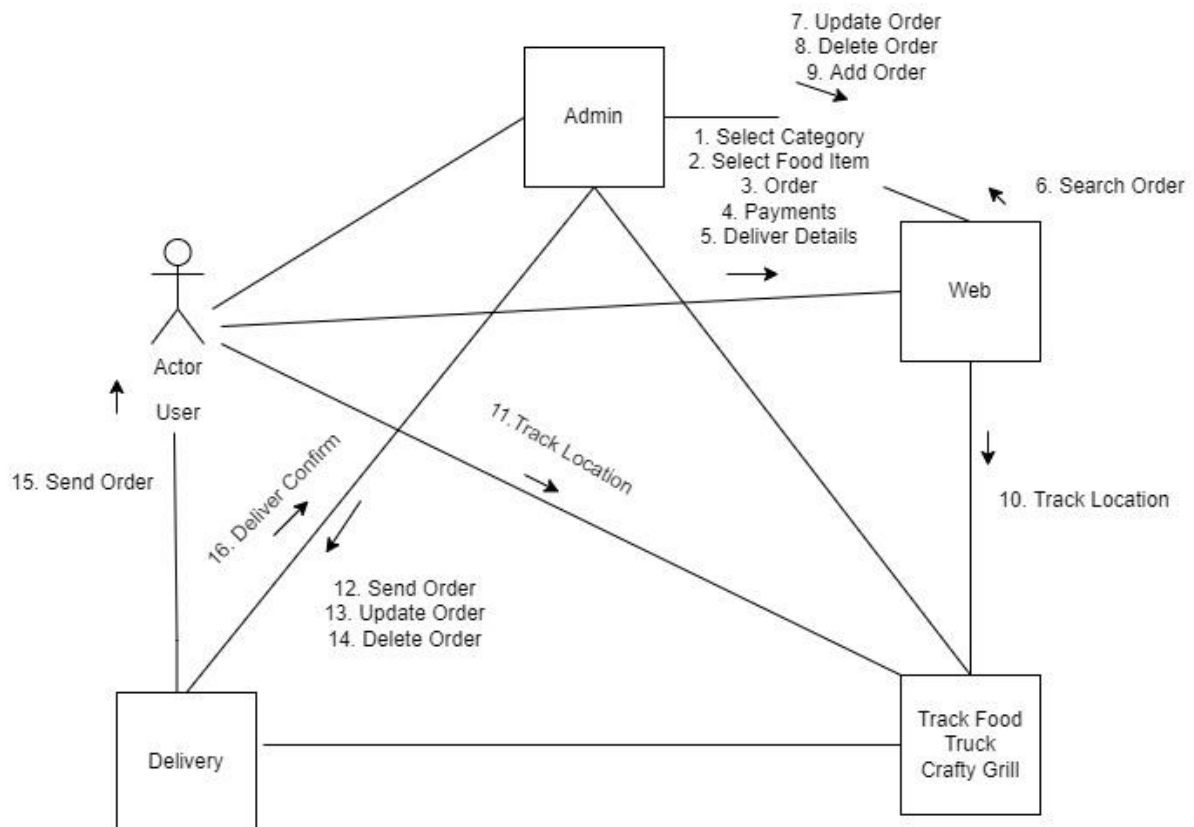 7. Update Order
8. Delete Order
9. Add Order
Admin
1. Select Category
2. Select Food Item
3. Order
4. Payments
5. Deliver Details
6. Search Order
Web
Actor
User
11.Track Location
15. Send Order
16. Deliver Confirm
10. Track Location
12. Send Order
13. Update Order
14. Delete Order
Delivery
Track Food
Truck
Crafty Grill